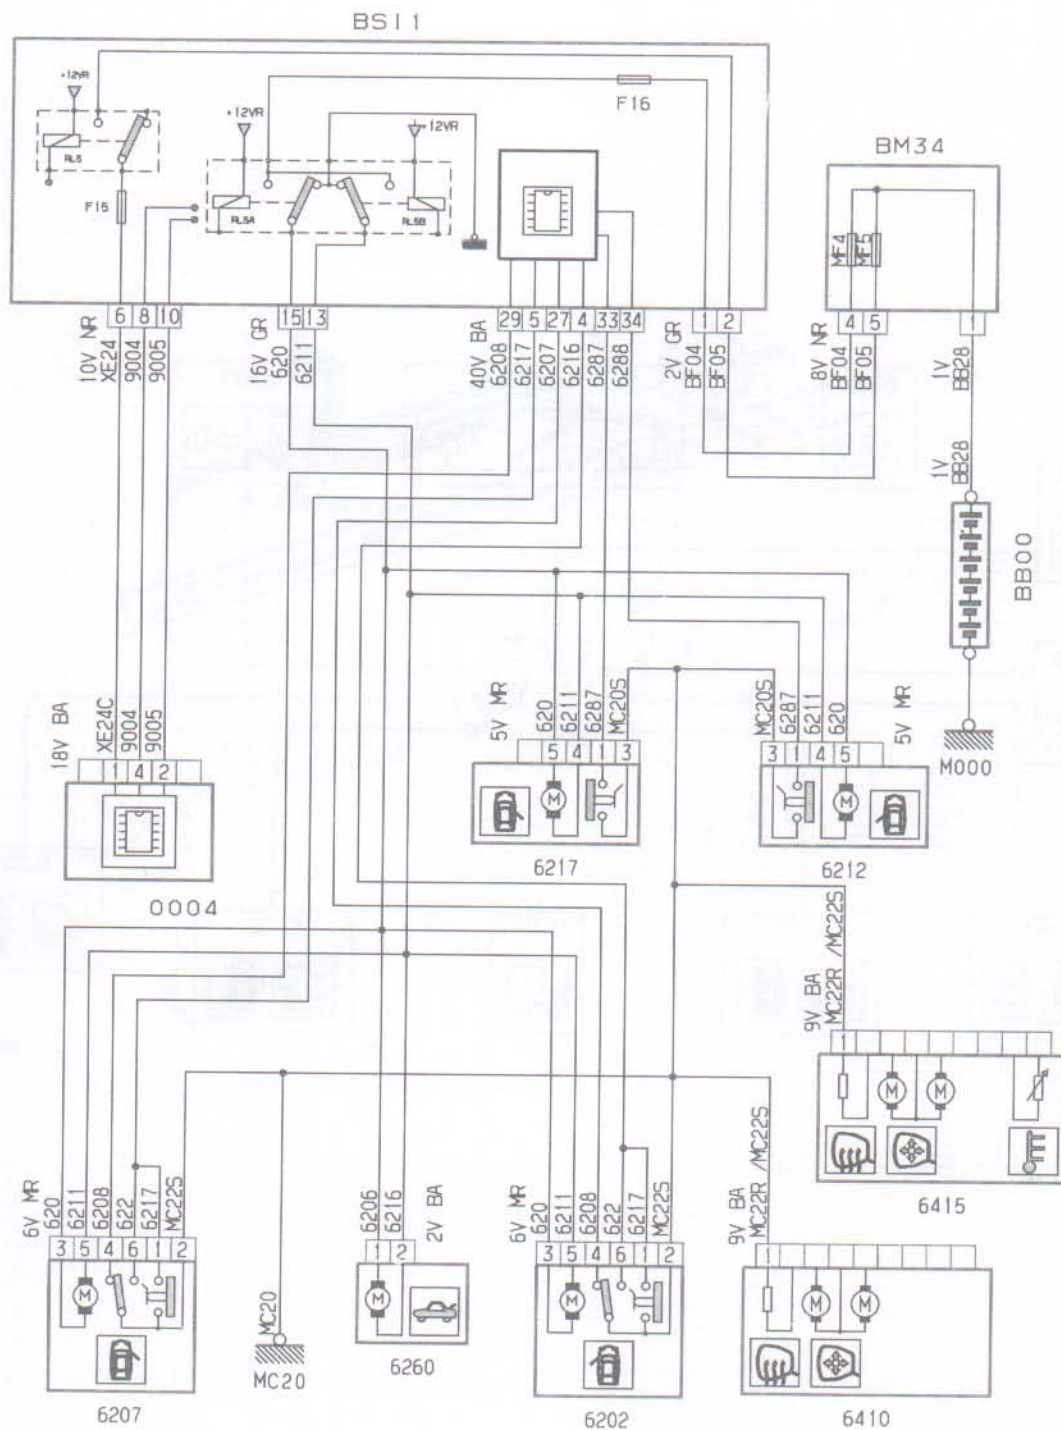 BSI1
+12VR
RL5
F15
+12VR
+12VR
RL5A
RL5B
F16
BM34
MF4
MF5
6 8 10
15 13
29 5 27 4 33 34
1 2
4 5
1
10V NR
XE24
9004
9005
16V GR
620
6211
40V BA
6208
6217
6207
6216
6287
6288
2V GR
BF04
BF05
8V NR
BF04
BF05
1V
BB28
1V
BB28
BB00
M000
18V BA
XE24C
9004
9005
1 4 2
0004
5V MR
620
6211
6287
MC20S
5 4 1 3
M
6217
MC20S
6287
6211
620
5V MR
3 1 4 5
M
6212
9V BA
MC22R /MC22S
1
M M
6415
6V MR
620
6211
6208
622
6217
MC22S
3 5 4 6 1 2
M
6207
MC20
MC20
6206
6216
2V BA
1 2
M
6260
6V MR
620
6211
6208
622
6217
MC22S
3 5 4 6 1 2
M
6202
9V BA
MC22R /MC22S
1
M M
6410